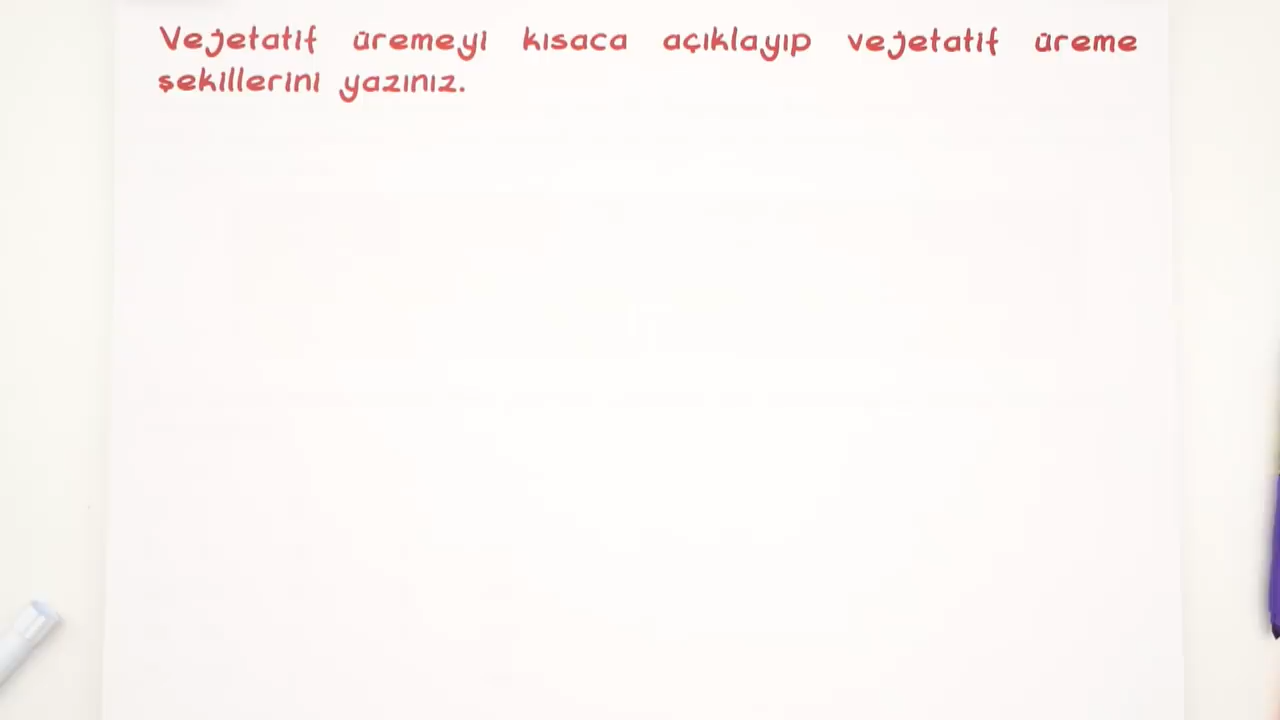 Vejetatif üremeyi kısaca açıklayıp vejetatif üreme
şekillerini yazınız.